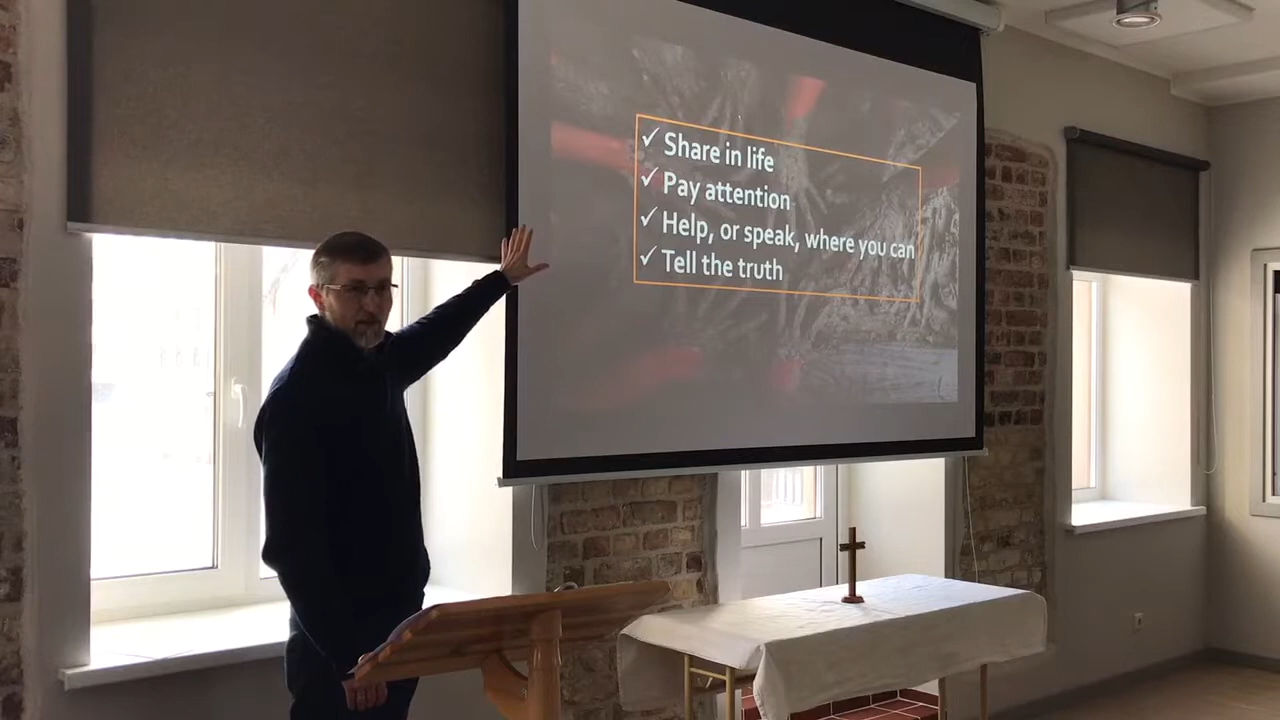 ✓ Share in life
✓ Pay attention
✓ Help, or speak, where you can
✓ Tell the truth